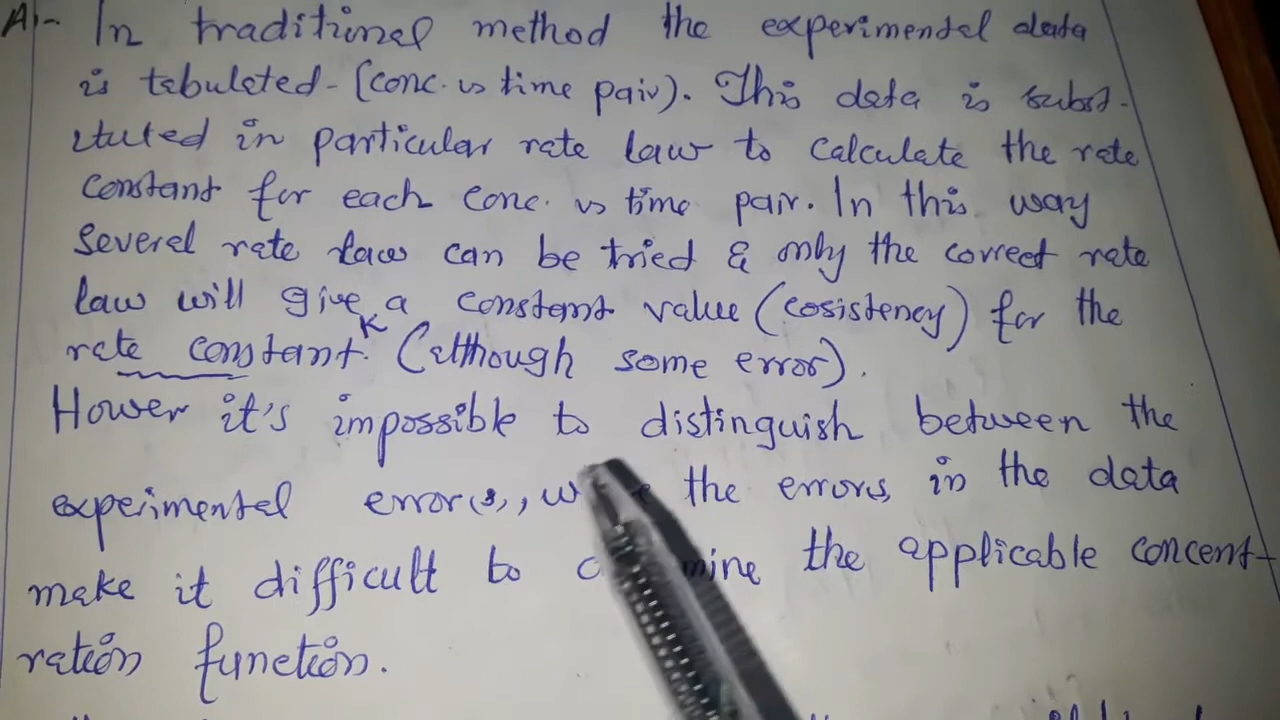 A:- In traditional method the experimental data
is tabulated - (conc. vs time pair). This data is subst-
ituted in particular rate law to calculate the rate
constant for each conc. vs time pair. In this way
several rate laws can be tried & only the correct rate
law will give a constant value (cosistency) for the
rate constant K (although some error).
Hower it's impossible to distinguish between the
experimental error(s), the errors in the data
make it difficult to the applicable concent-
ration function.